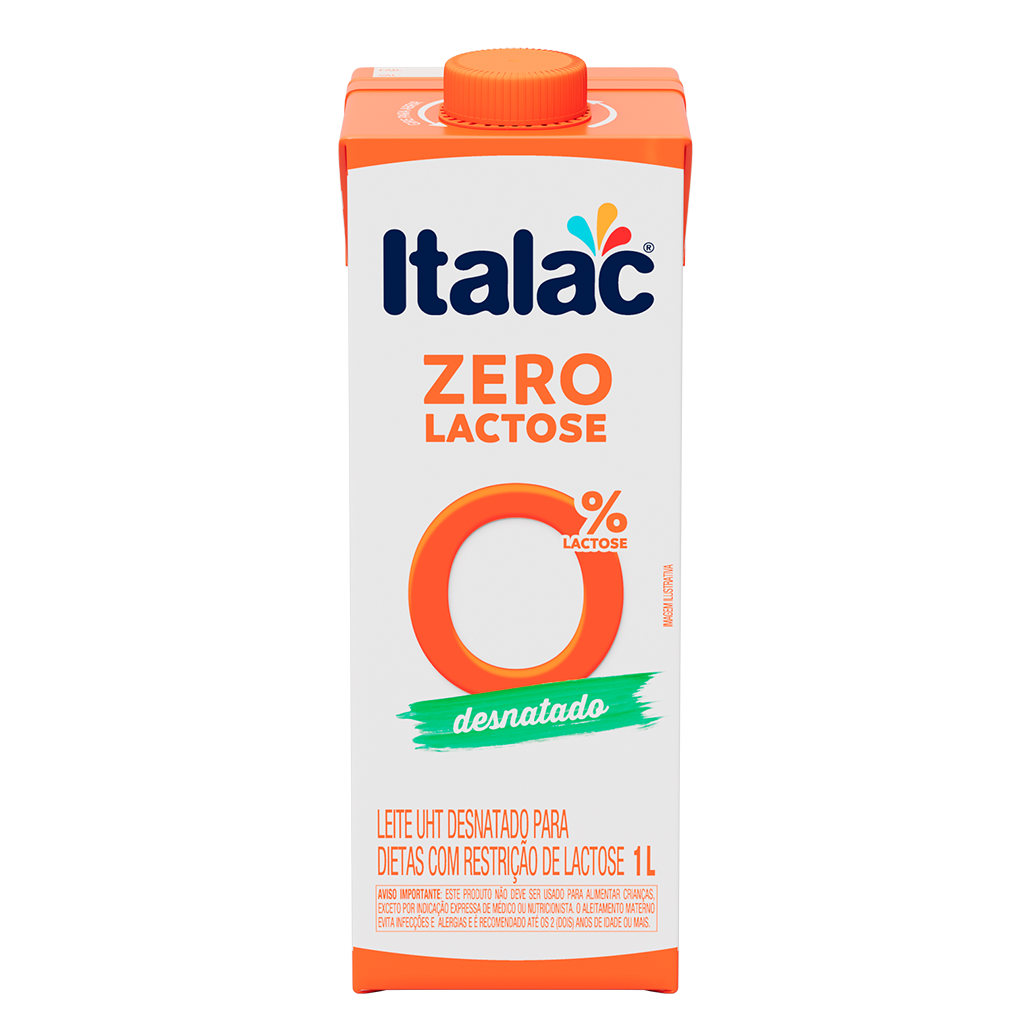 Italac®
ZERO
LACTOSE
0%
LACTOSE
IMAGEM ILUSTRATIVA
desnatado
LEITE UHT DESNATADO PARA
DIETAS COM RESTRIÇÃO DE LACTOSE 1 L
AVISO IMPORTANTE: ESTE PRODUTO NÃO DEVE SER USADO PARA ALIMENTAR CRIANÇAS,
EXCETO POR INDICAÇÃO EXPRESSA DE MÉDICO OU NUTRICIONISTA. O ALEITAMENTO MATERNO
EVITA INFECÇÕES E ALERGIAS E É RECOMENDADO ATÉ OS 2 (DOIS) ANOS DE IDADE OU MAIS.